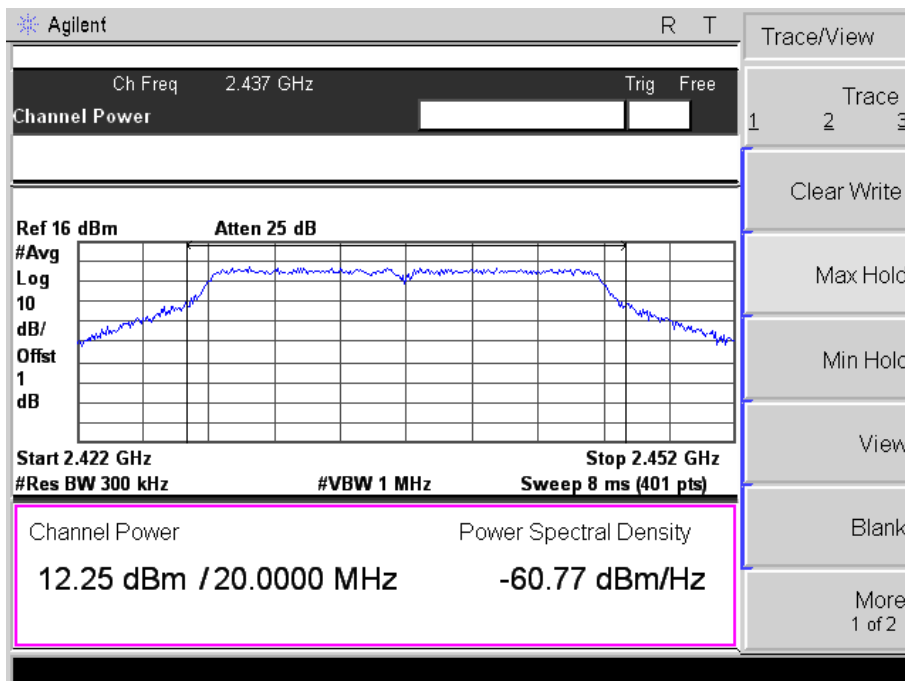 Agilent
R T
Trace/View
Ch Freq 2.437 GHz
Trig Free
Channel Power
Trace
1 2 3
Clear Write
Max Hold
Min Hold
View
Blank
More
1 of 2
Ref 16 dBm
Atten 25 dB
#Avg
Log
10
dB/
Offst
1
dB
Start 2.422 GHz
Stop 2.452 GHz
#Res BW 300 kHz
#VBW 1 MHz
Sweep 8 ms (401 pts)
Channel Power
Power Spectral Density
12.25 dBm / 20.0000 MHz
-60.77 dBm/Hz